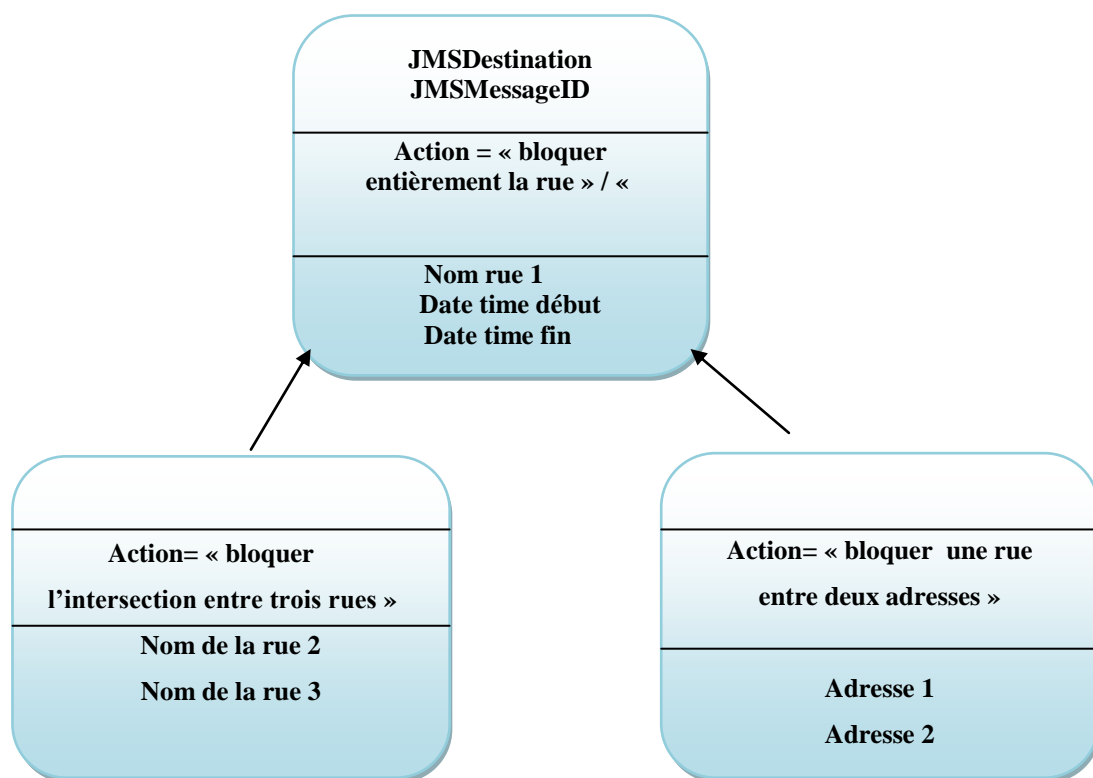 JMSDestination
JMSMessageID
Action = « bloquer
entièrement la rue » / «
Nom rue 1
Date time début
Date time fin
Action= « bloquer
l’intersection entre trois rues »
Nom de la rue 2
Nom de la rue 3
Action= « bloquer une rue
entre deux adresses »
Adresse 1
Adresse 2